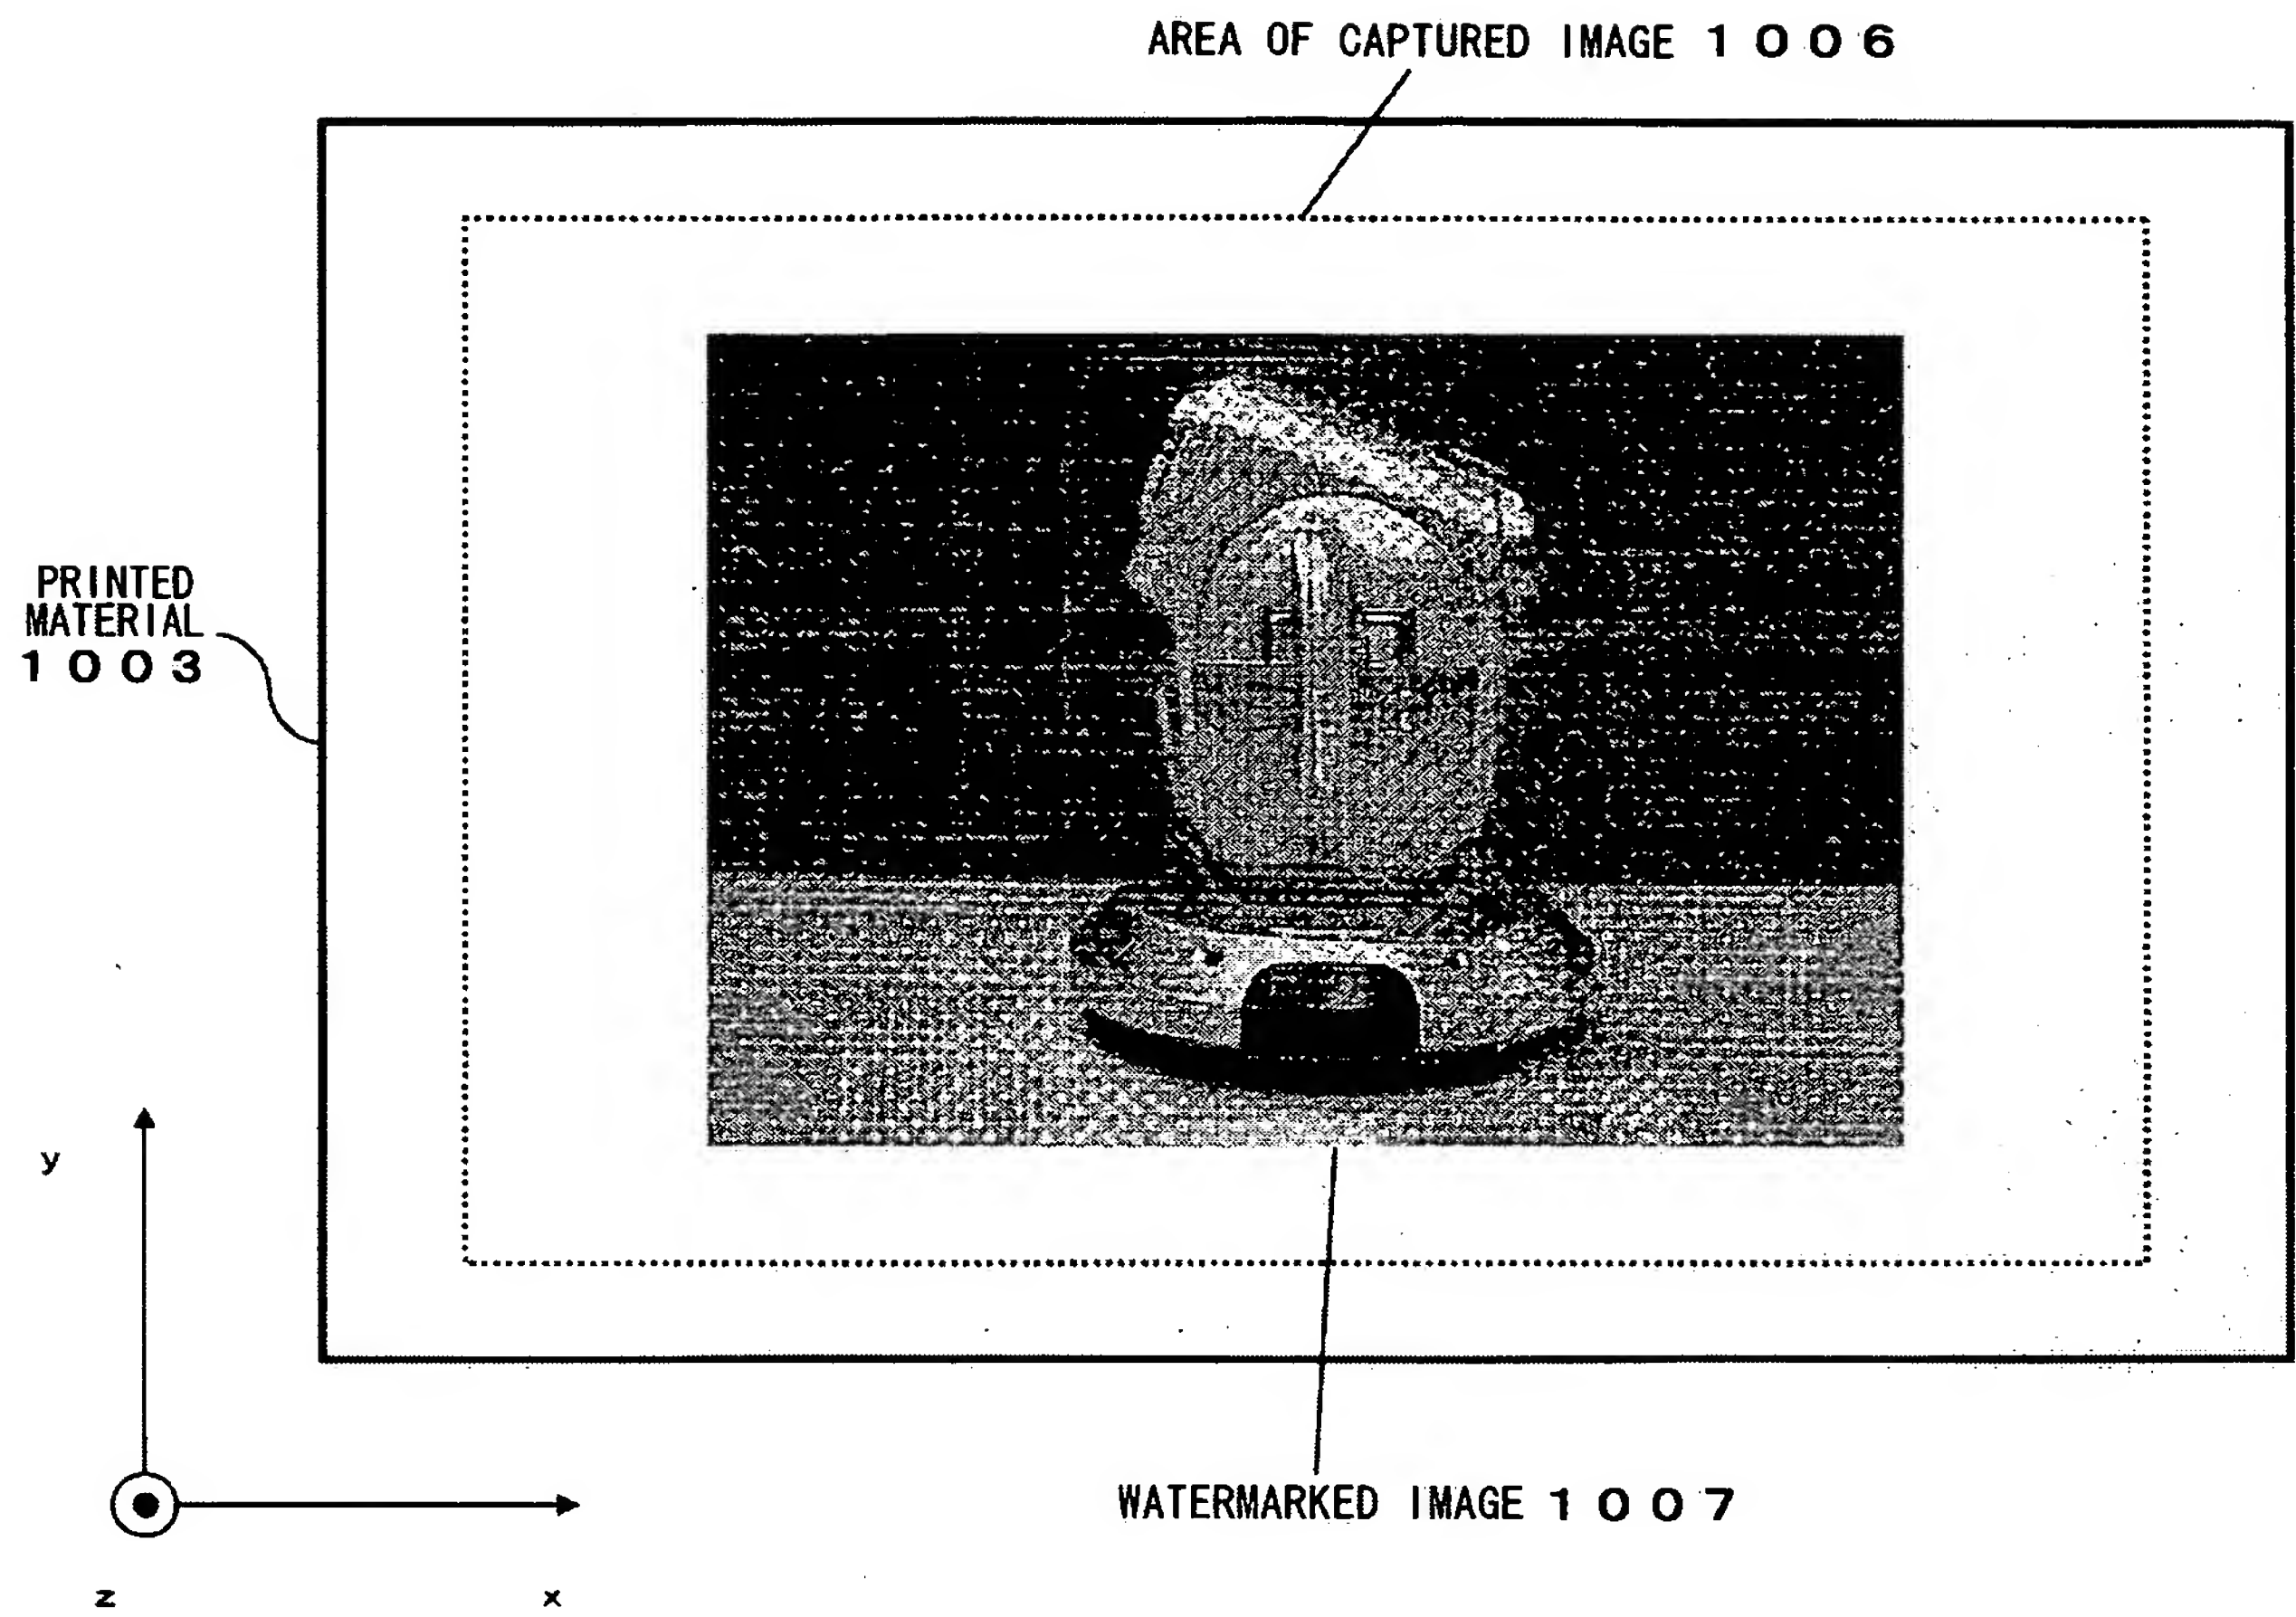 AREA OF CAPTURED IMAGE 1006
PRINTED
MATERIAL
1003
y
WATERMARKED IMAGE 1007
z
x